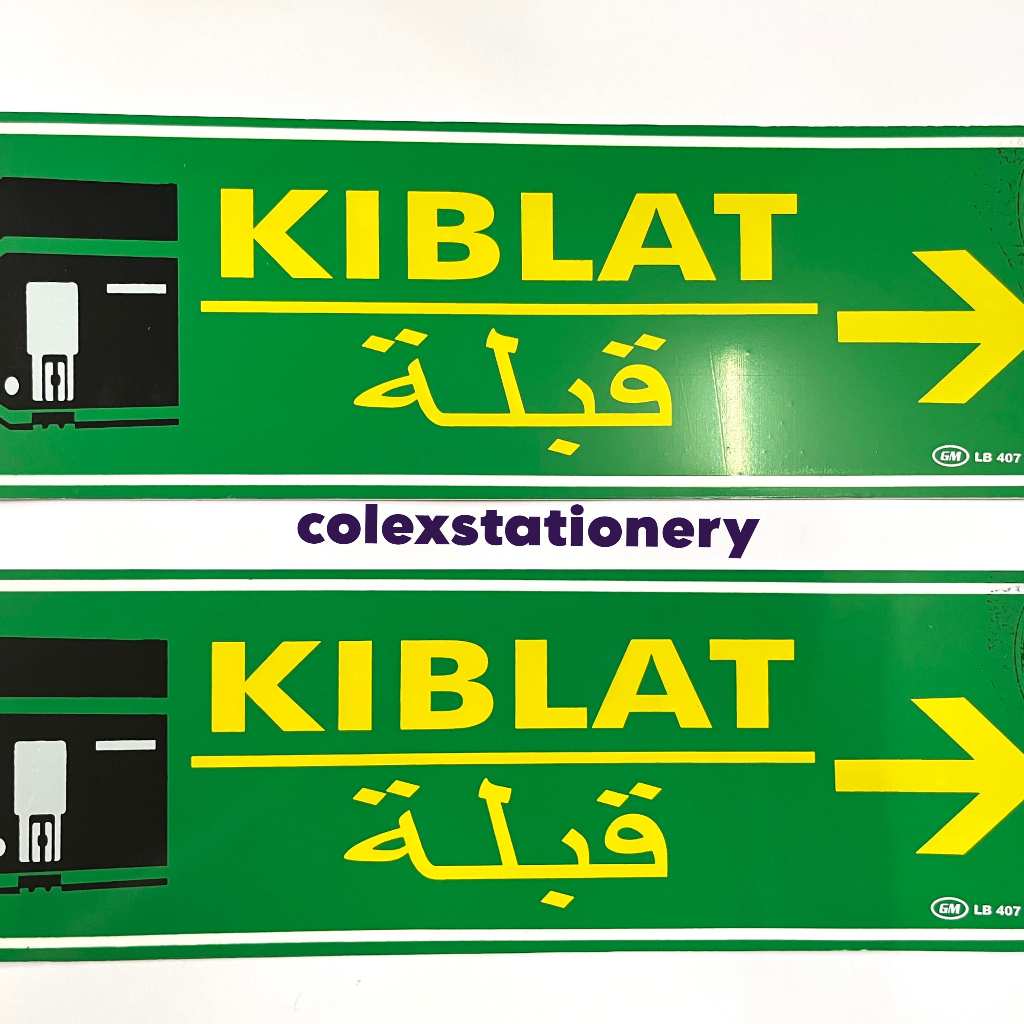 KIBLAT
قبلة
GM LB 407
colexstationery
KIBLAT
قبلة
GM LB 407